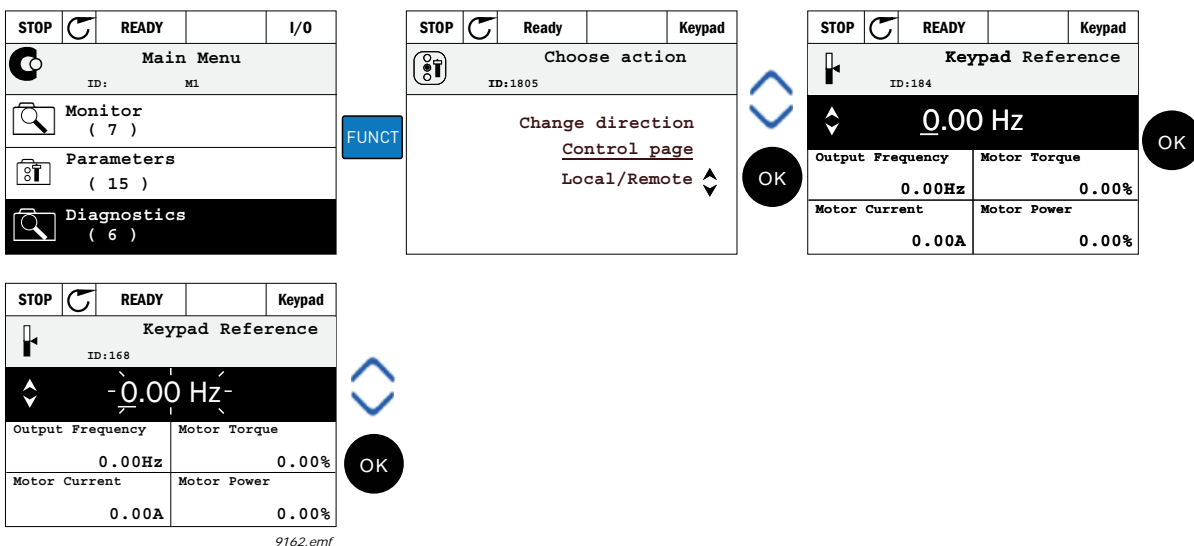 STOP READY I/O
Main Menu
ID: M1
Monitor
( 7 )
Parameters
( 15 )
Diagnostics
( 6 )
FUNCT
STOP Ready Keypad
Choose action
ID:1805
Change direction
Control page
Local/Remote
OK
STOP READY Keypad
Keypad Reference
ID:184
0.00 Hz
Output Frequency Motor Torque
0.00Hz 0.00%
Motor Current Motor Power
0.00A 0.00%
OK
STOP READY Keypad
Keypad Reference
ID:168
0.00 Hz
Output Frequency Motor Torque
0.00Hz 0.00%
Motor Current Motor Power
0.00A 0.00%
OK
9162.emf